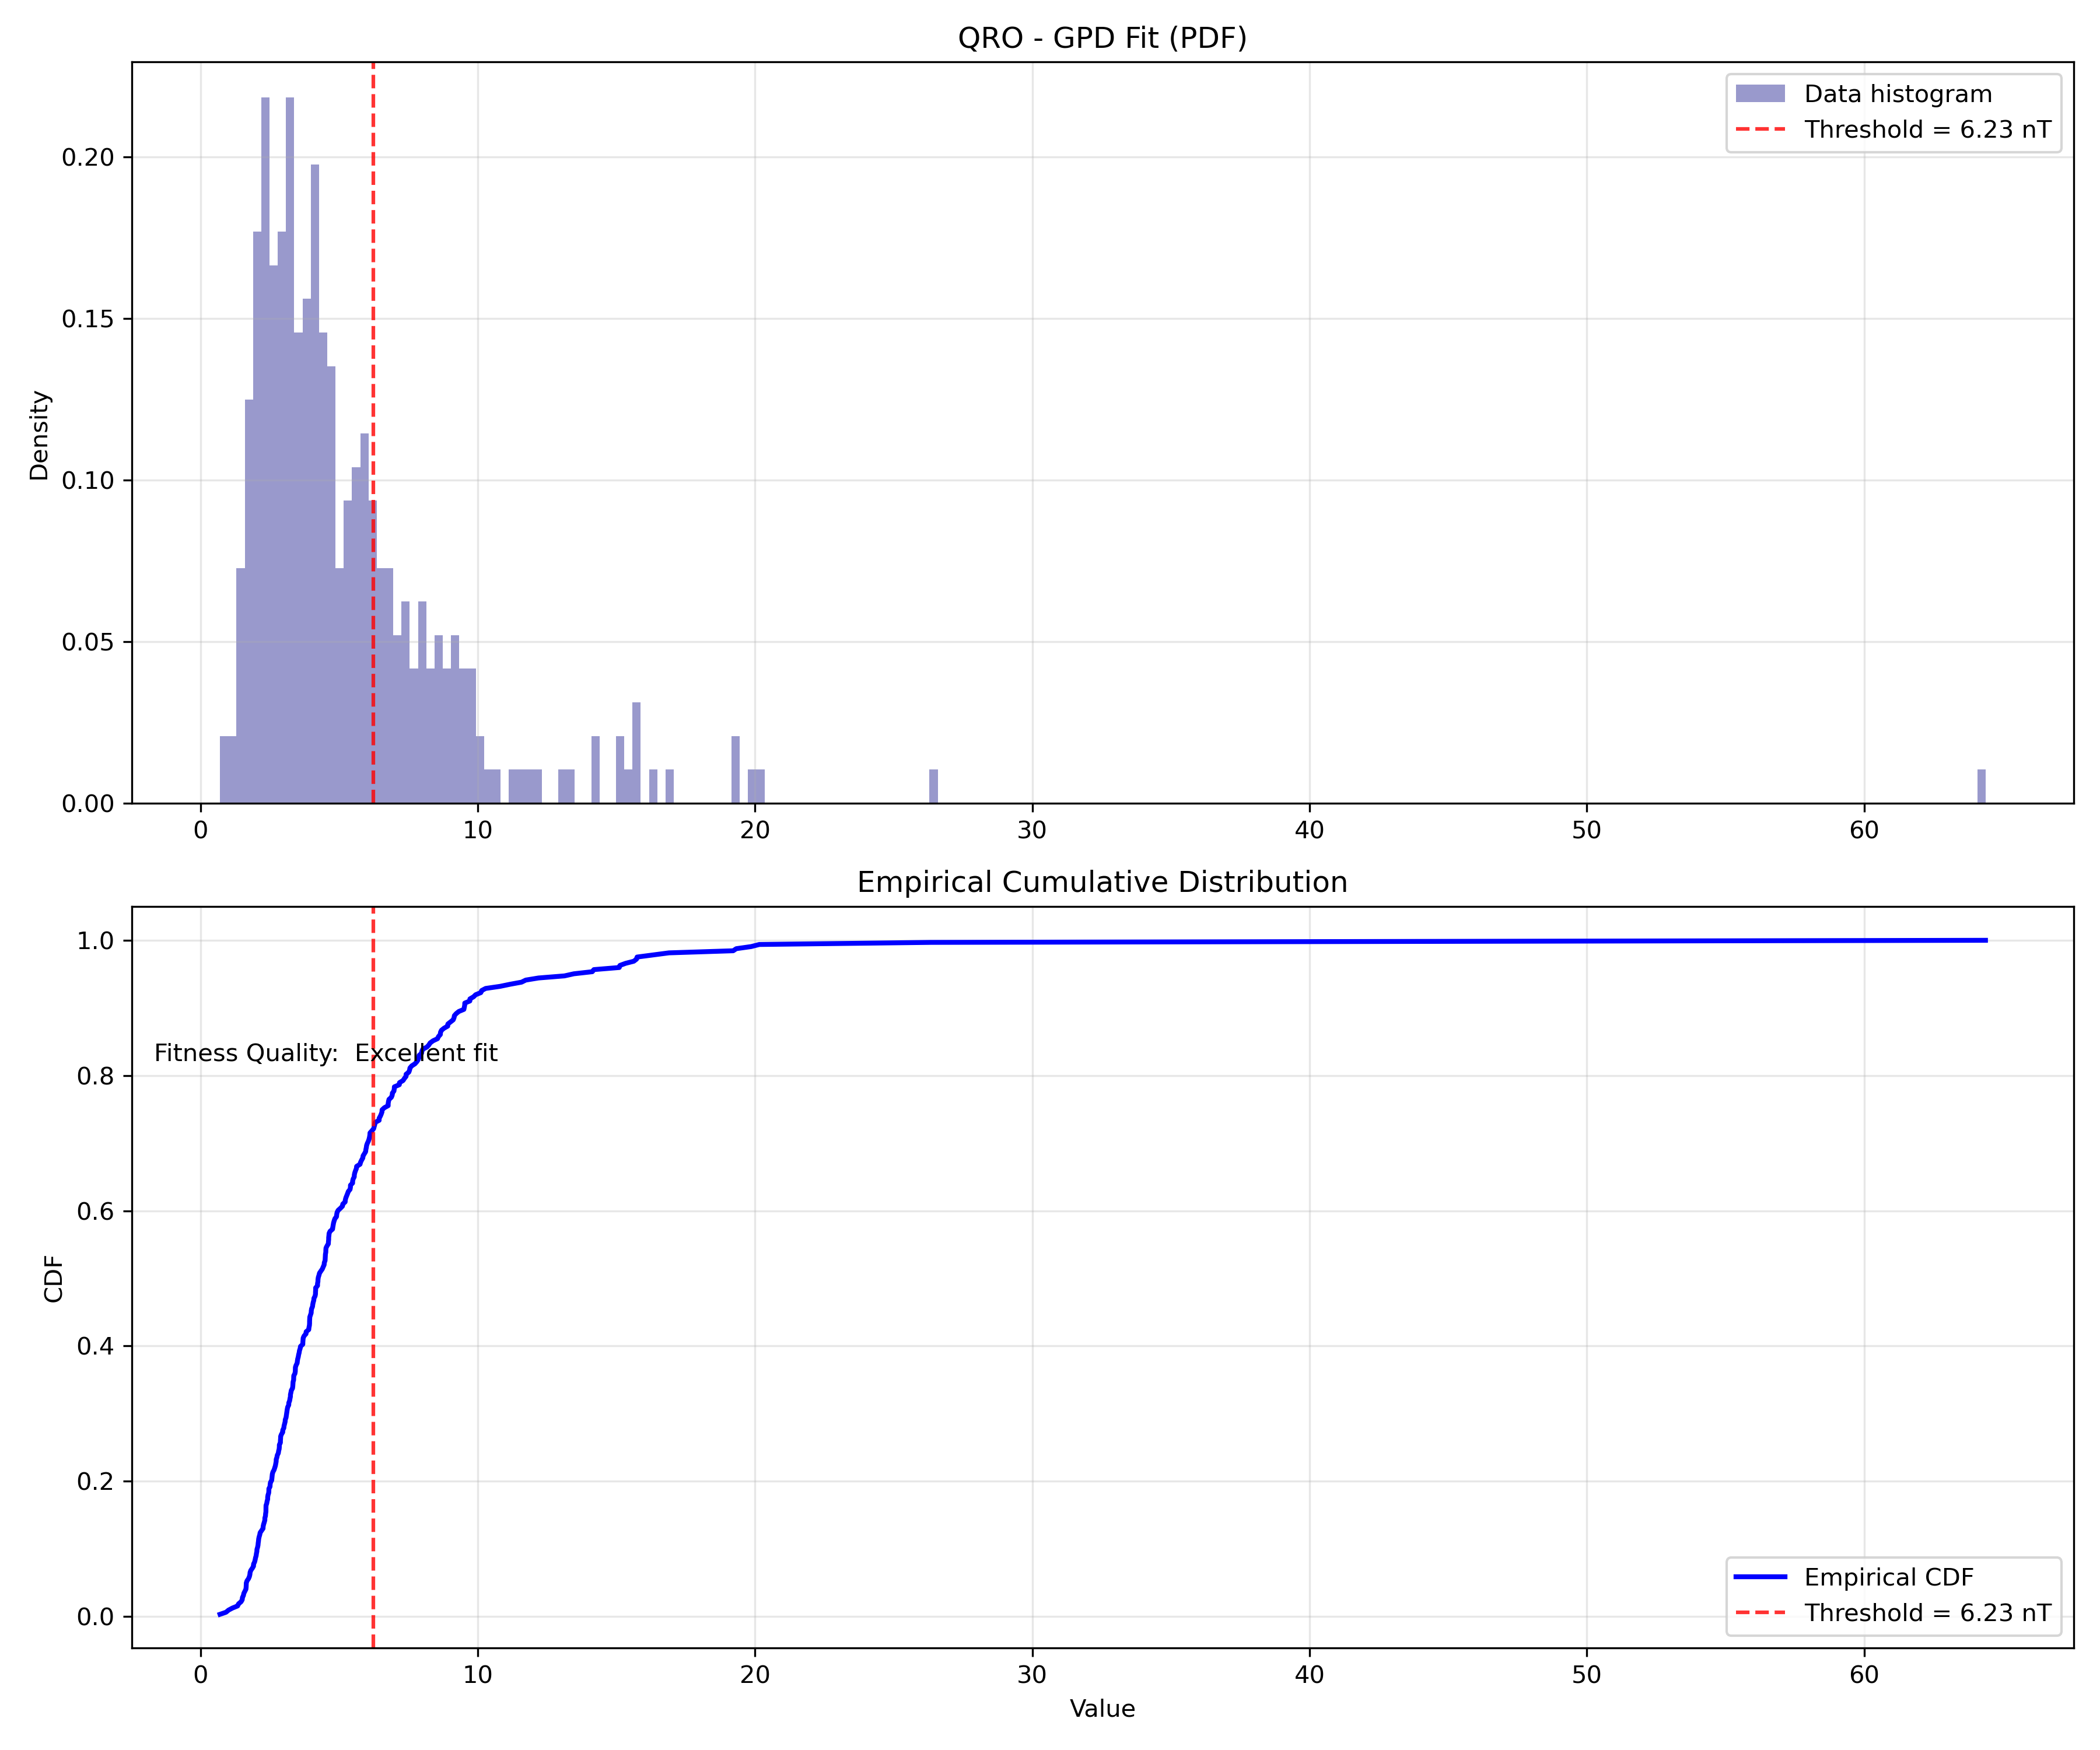 QRO - GPD Fit (PDF)
Data histogram
Threshold = 6.23 nT
Density
0.20
0.15
0.10
0.05
0.00
0 10 20 30 40 50 60
Empirical Cumulative Distribution
Fitness Quality: Excellent fit
CDF
1.0
0.8
0.6
0.4
0.2
0.0
Empirical CDF
Threshold = 6.23 nT
0 10 20 30 40 50 60
Value